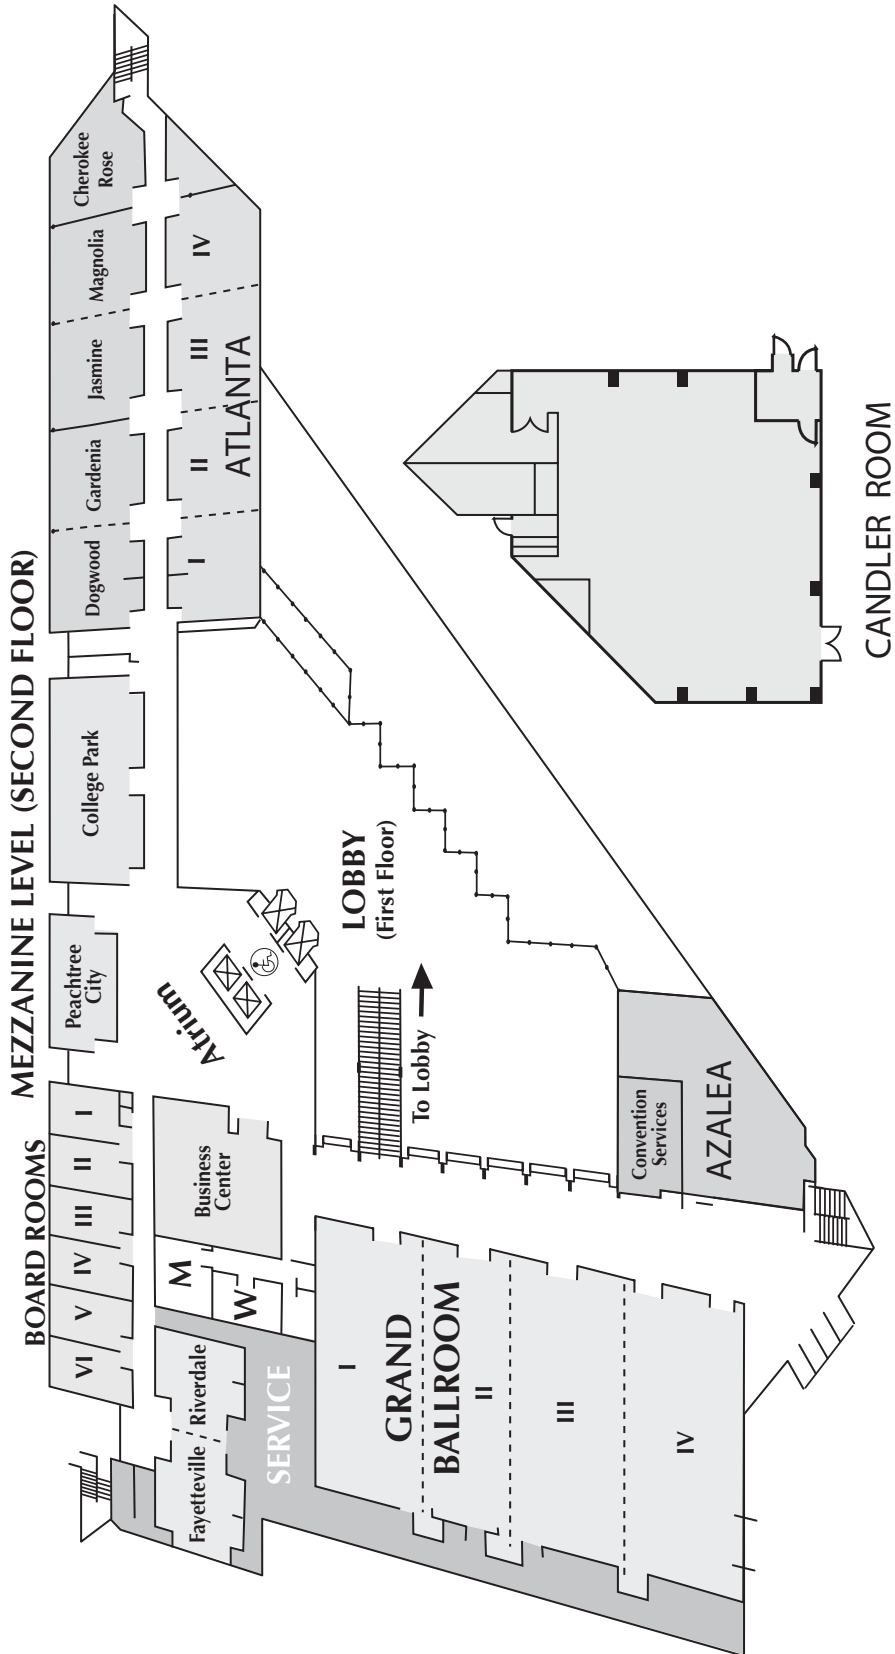 MEZZANINE LEVEL (SECOND FLOOR)
BOARD ROOMS
VI
V
IV
III
II
I
Peachtree
City
College Park
Dogwood
Gardenia
Jasmine
Magnolia
Cherokee
Rose
Fayetteville
Riverdale
M
W
Business
Center
Atrium
I
II
III
IV
ATLANTA
SERVICE
LOBBY
(First Floor)
To Lobby
I
GRAND
BALLROOM
II
III
IV
Convention
Services
AZALEA
CANDLER ROOM